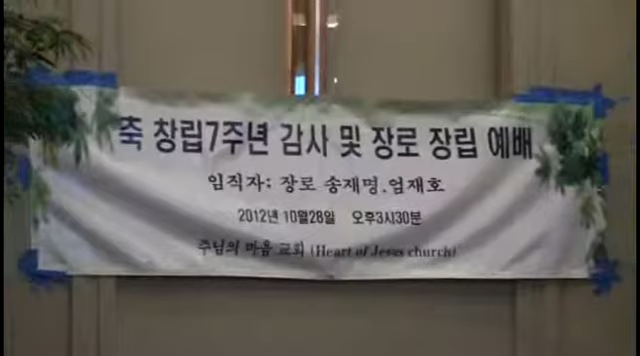 축 창립7주년 감사 및 장로 장립 예배
임직자: 장로 송재명.엄재호
2012년 10월28일 오후3시30분
주님의 마음 교회 (Heart of Jesus church)